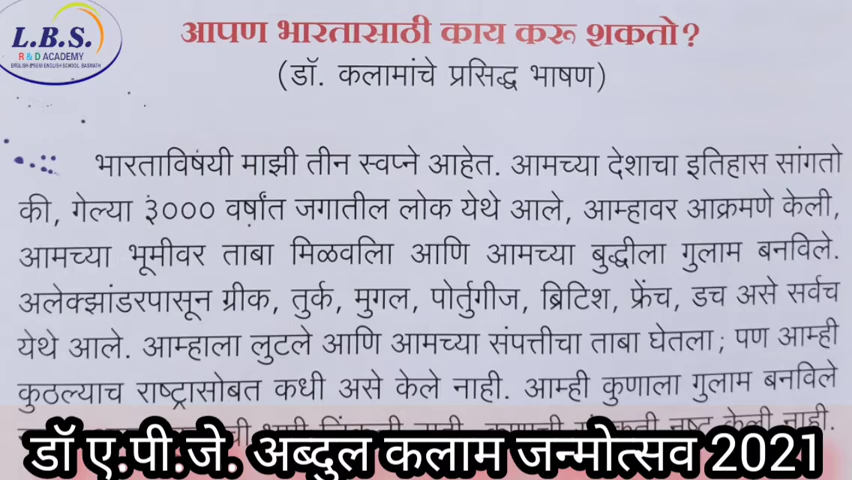 L.B.S.
R & D ACADEMY
आपण भारतासाठी काय करू शकतो?
(डॉ. कलामांचे प्रसिद्ध भाषण)
भारताविषयी माझी तीन स्वप्ने आहेत. आमच्या देशाचा इतिहास सांगतो
की, गेल्या ३००० वर्षांत जगातील लोक येथे आले, आम्हावर आक्रमणे केली,
आमच्या भूमीवर ताबा मिळवला आणि आमच्या बुद्धीला गुलाम बनविले.
अलेक्झांडरपासून ग्रीक, तुर्क, मुगल, पोर्तुगीज, ब्रिटिश, फ्रेंच, डच असे सर्वच
येथे आले. आम्हाला लुटले आणि आमच्या संपत्तीचा ताबा घेतला; पण आम्ही
कुठल्याच राष्ट्रासोबत कधी असे केले नाही. आम्ही कुणाला गुलाम बनविले
नष्ट केली नाही.
डॉ ए.पी.जे. अब्दुल कलाम जन्मोत्सव 2021